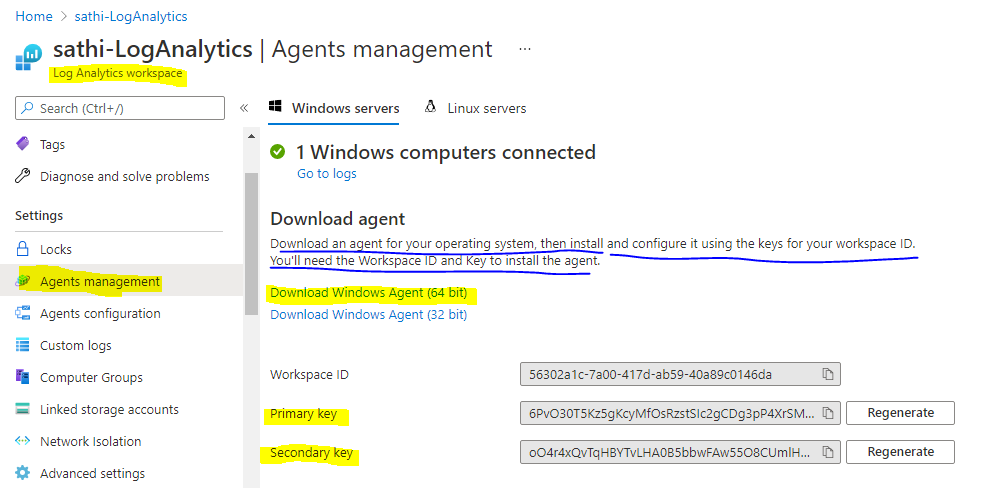 Home > sathi-LogAnalytics
sathi-LogAnalytics | Agents management ...
Log Analytics workspace
Search (Ctrl+/)
«
Tags
Diagnose and solve problems
Settings
Locks
Agents management
Agents configuration
Custom logs
Computer Groups
Linked storage accounts
Network Isolation
Advanced settings
Windows servers
Linux servers
1 Windows computers connected
Go to logs
Download agent
Download an agent for your operating system, then install and configure it using the keys for your workspace ID.
You'll need the Workspace ID and Key to install the agent.
Download Windows Agent (64 bit)
Download Windows Agent (32 bit)
Workspace ID
56302a1c-7a00-417d-ab59-40a89c0146da
Primary key
6PvO30T5Kz5gKcyMfOsRzstSIc2gCDg3pP4XrSM...
Regenerate
Secondary key
oO4r4xQvTqHBYTvLHA0B5bbwFAw55O8CUmlH...
Regenerate